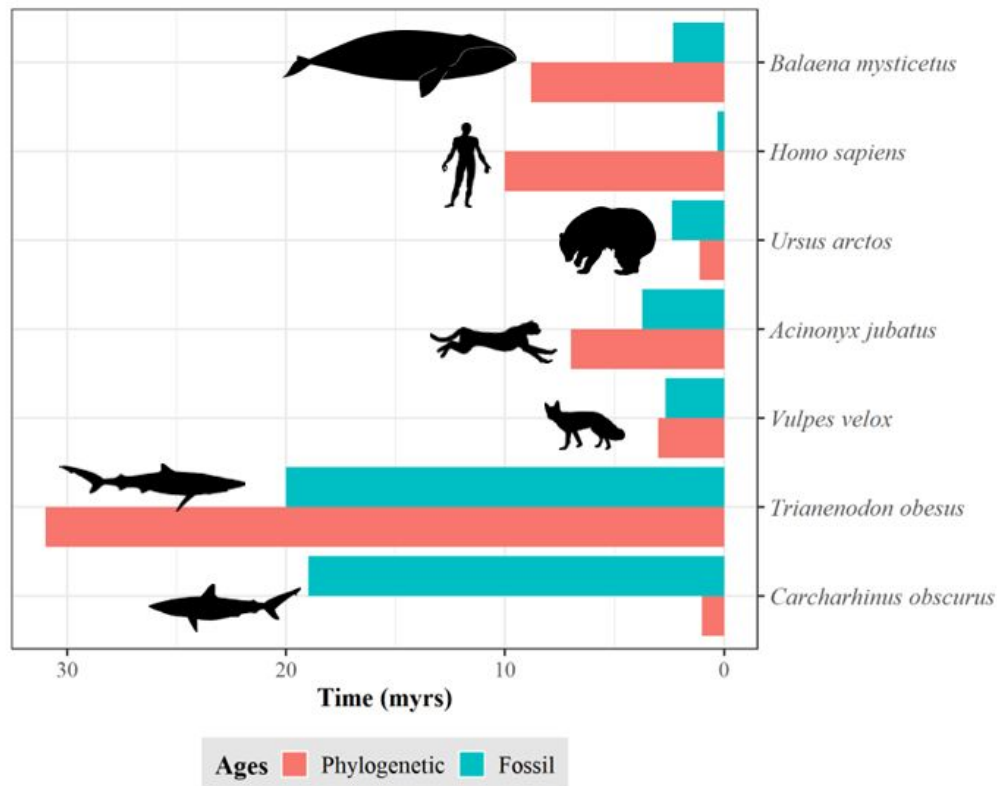 Balaena mysticetus
Homo sapiens
Ursus arctos
Acinonyx jubatus
Vulpes velox
Trianenodon obesus
Carcharhinus obscurus
30 20 10 0
Time (myrs)
Ages Phylogenetic Fossil